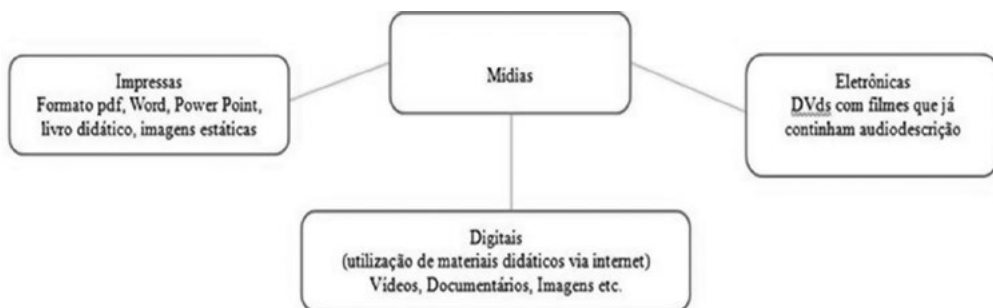 Mídias
Impressas
Formato pdf, Word, Power Point,
livro didático, imagens estáticas
Eletrônicas
DVds com filmes que já
continham audiodescrição
Digitais
(utilização de materiais didáticos via internet)
Vídeos, Documentários, Imagens etc.